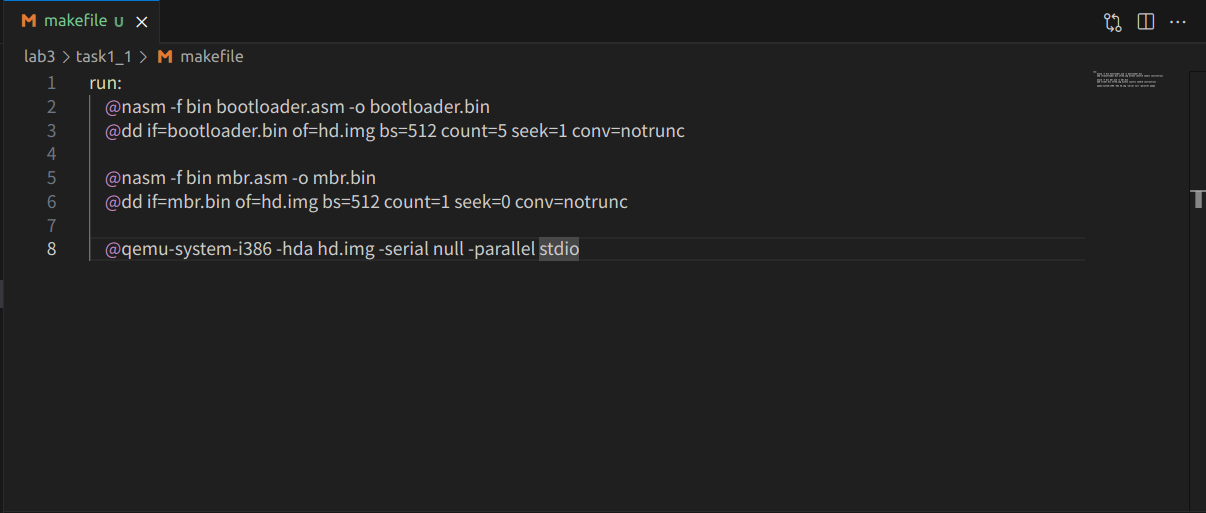 makefile U
lab3 > task1_1 > makefile
1 run:
2 @nasm -f bin bootloader.asm -o bootloader.bin
3 @dd if=bootloader.bin of=hd.img bs=512 count=5 seek=1 conv=notrunc
4
5 @nasm -f bin mbr.asm -o mbr.bin
6 @dd if=mbr.bin of=hd.img bs=512 count=1 seek=0 conv=notrunc
7
8 @qemu-system-i386 -hda hd.img -serial null -parallel stdio